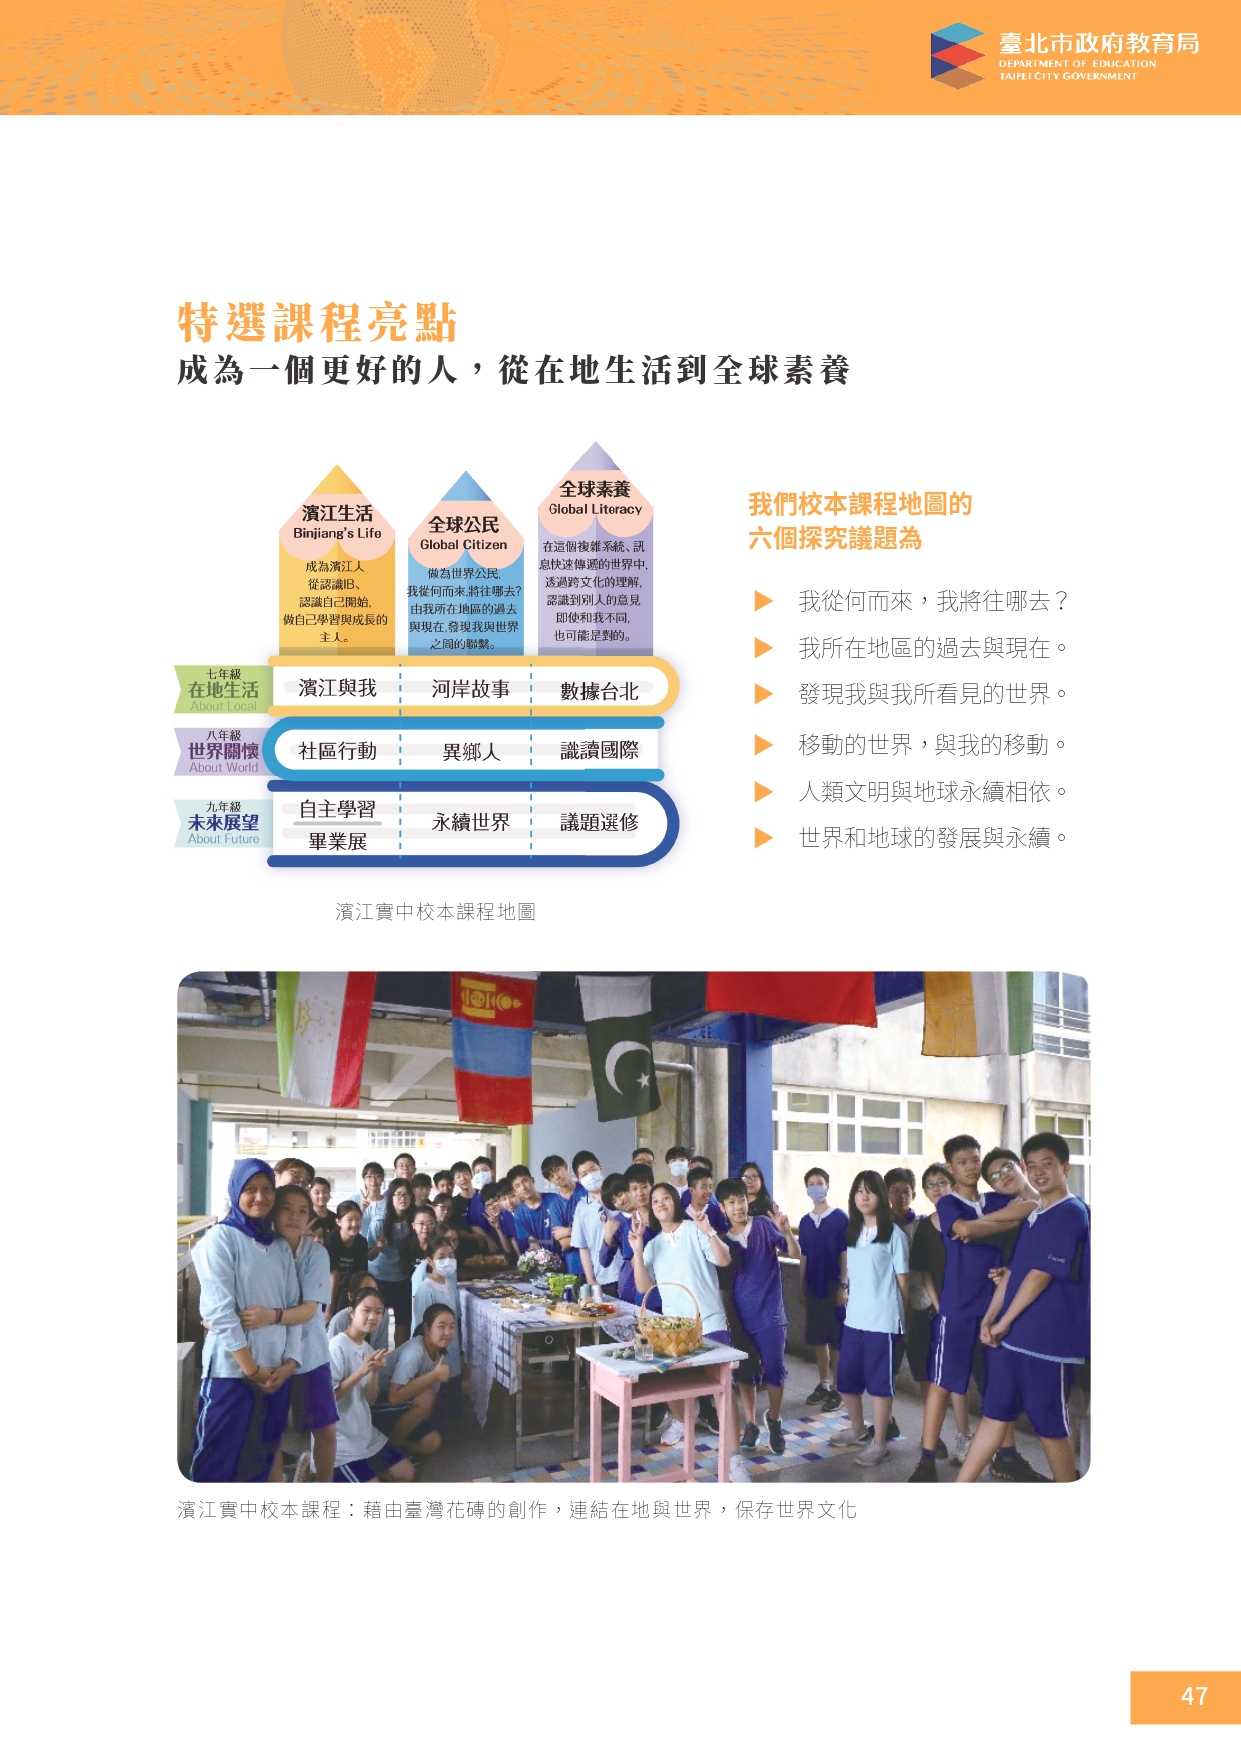 臺北市政府教育局
DEPARTMENT OF EDUCATION
TAIPEI CITY GOVERNMENT
特選課程亮點
成為一個更好的人，從在地生活到全球素養
濱江生活
Binjiang's Life
成為濱江人
從認識IB、
認識自己開始,
做自己學習與成長的
主人。
全球公民
Global Citizen
做為世界公民,
我從何而來,將往哪去?
由我所在地區的過去
與現在,發現我與世界
之間的聯繫。
全球素養
Global Literacy
在這個複雜系統、訊
息快速傳遞的世界中,
透過跨文化的理解,
認識到別人的意見
即使和我不同,
也可能是對的。
七年級
在地生活
About Local
濱江與我
河岸故事
數據台北
八年級
世界關懷
About World
社區行動
異鄉人
識讀國際
九年級
未來展望
About Future
自主學習
畢業展
永續世界
議題選修
濱江實中校本課程地圖
我們校本課程地圖的
六個探究議題為
我從何而來，我將往哪去？
我所在地區的過去與現在。
發現我與我所看見的世界。
移動的世界，與我的移動。
人類文明與地球永續相依。
世界和地球的發展與永續。
濱江實中校本課程：藉由臺灣花磚的創作，連結在地與世界，保存世界文化
47